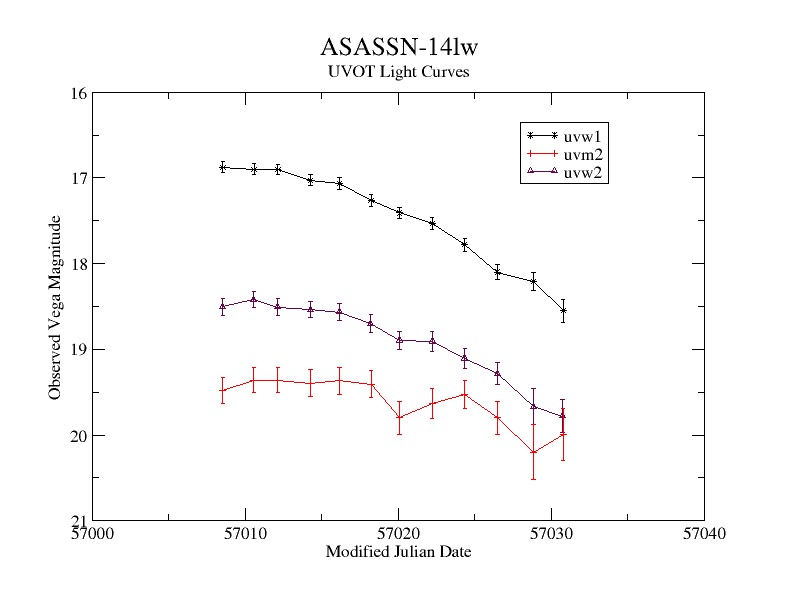 ASASSN-14lw
UVOT Light Curves
16
17
18
19
20
21
Observed Vega Magnitude
uvw1
uvm2
uvw2
57000
57010
57020
57030
57040
Modified Julian Date